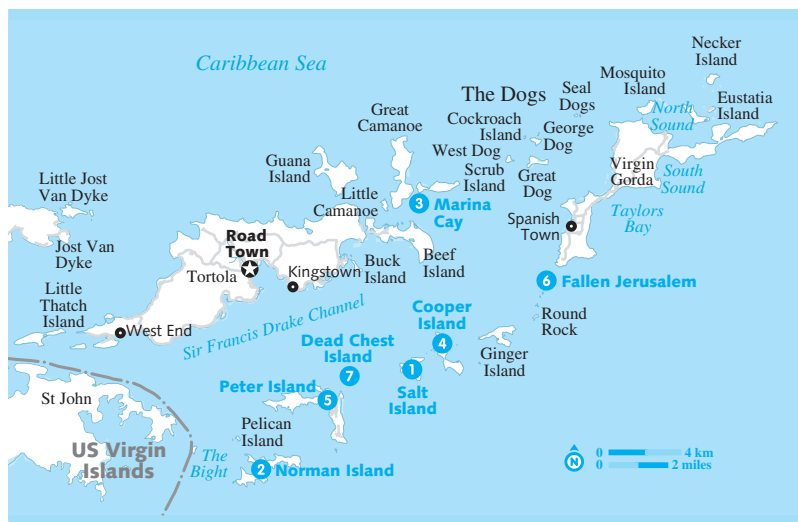 Necker
Island
Caribbean Sea
Mosquito
Island
Seal
Dogs
The Dogs
Eustatia
Island
Great
Camanoe
North
Sound
Cockroach
Island
George
Dog
West Dog
Guana
Island
Virgin
Gorda
South
Sound
Scrub
Island
Great
Dog
Little Jost
Van Dyke
Little
Camanoe
3 Marina
Cay
Spanish
Town
Taylors
Bay
Road
Town
Jost Van
Dyke
Buck
Island
Beef
Island
Tortola
Kingstown
6 Fallen Jerusalem
Little
Thatch
Island
Cooper
Island
4
Round
Rock
West End
Sir Francis Drake Channel
Dead Chest
Island
7
Ginger
Island
1
Salt
Island
Peter Island
5
St John
Pelican
Island
US Virgin
Islands
The
Bight
2 Norman Island
N
0 4 km
0 2 miles